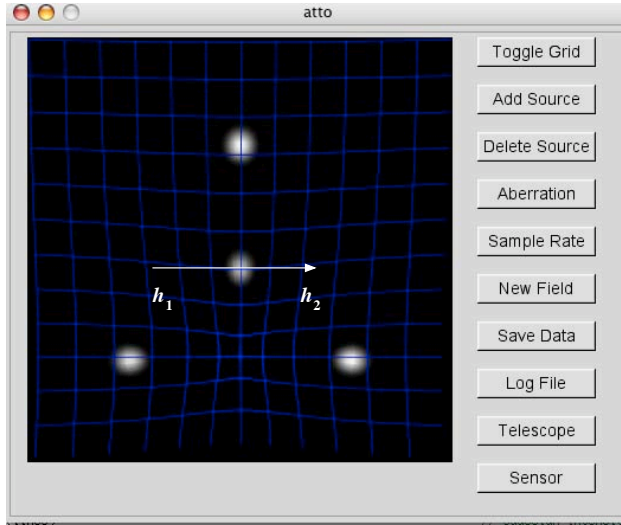 atto
Toggle Grid
Add Source
Delete Source
Aberration
Sample Rate
New Field
Save Data
Log File
Telescope
Sensor
h1 h2